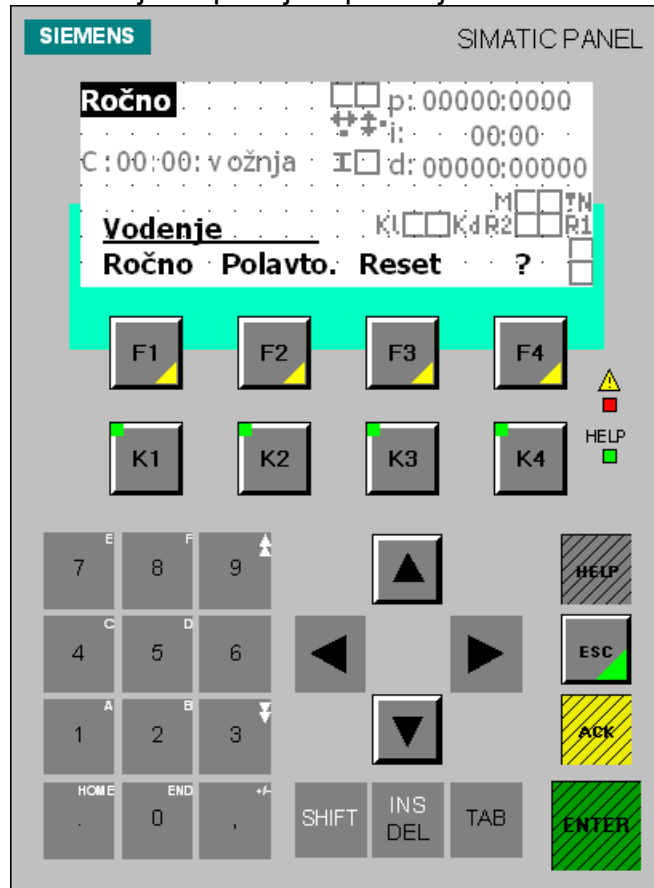 SIEMENS SIMATIC PANEL
Ročno p: 00000:0000
i: 00:00
C:00:00: vožnja I d: 00000:00000
M TN
Vodenje Kl Kd R2 R1
Ročno Polavto. Reset ?
F1 F2 F3 F4
K1 K2 K3 K4 HELP
E F
7 8 9 HELP
C D
4 5 6 ESC
A B
1 2 3 ACK
HOME END +/-
. 0 , SHIFT INS DEL TAB ENTER